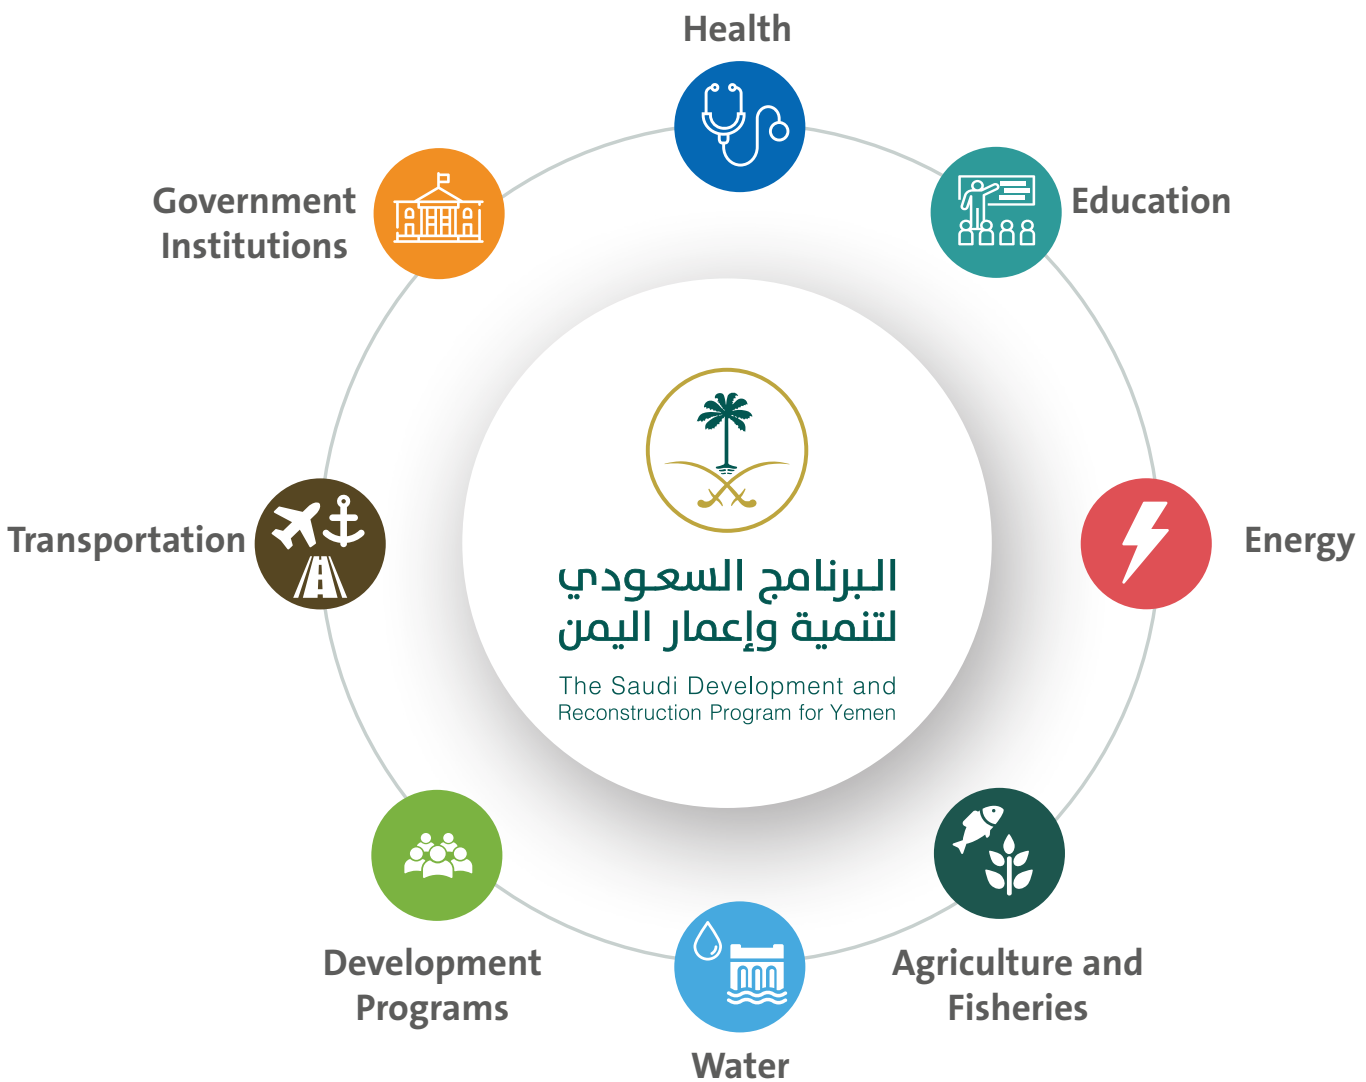 Health
Education
Government
Institutions
Transportation
Energy
البرنامج السعودي
لتنمية وإعمار اليمن
The Saudi Development and
Reconstruction Program for Yemen
Development
Programs
Agriculture and
Fisheries
Water